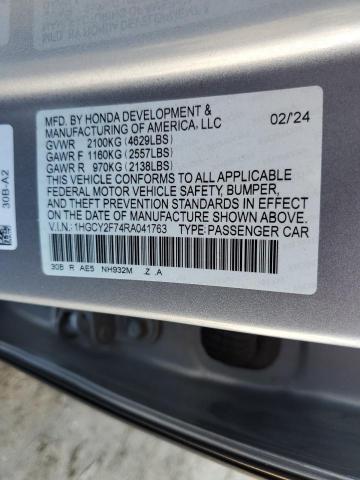 MFD. BY HONDA DEVELOPMENT &
MANUFACTURING OF AMERICA, LLC 02/'24
GVWR 2100KG (4629LBS)
GAWR F 1160KG (2557LBS)
GAWR R 970KG (2138LBS)
THIS VEHICLE CONFORMS TO ALL APPLICABLE
FEDERAL MOTOR VEHICLE SAFETY, BUMPER,
AND THEFT PREVENTION STANDARDS IN EFFECT
ON THE DATE OF MANUFACTURE SHOWN ABOVE.
V.I.N.: 1HGCY2F74RA041763 TYPE:PASSENGER CAR
30B R AE5 NH932M .Z .A
30B-A2